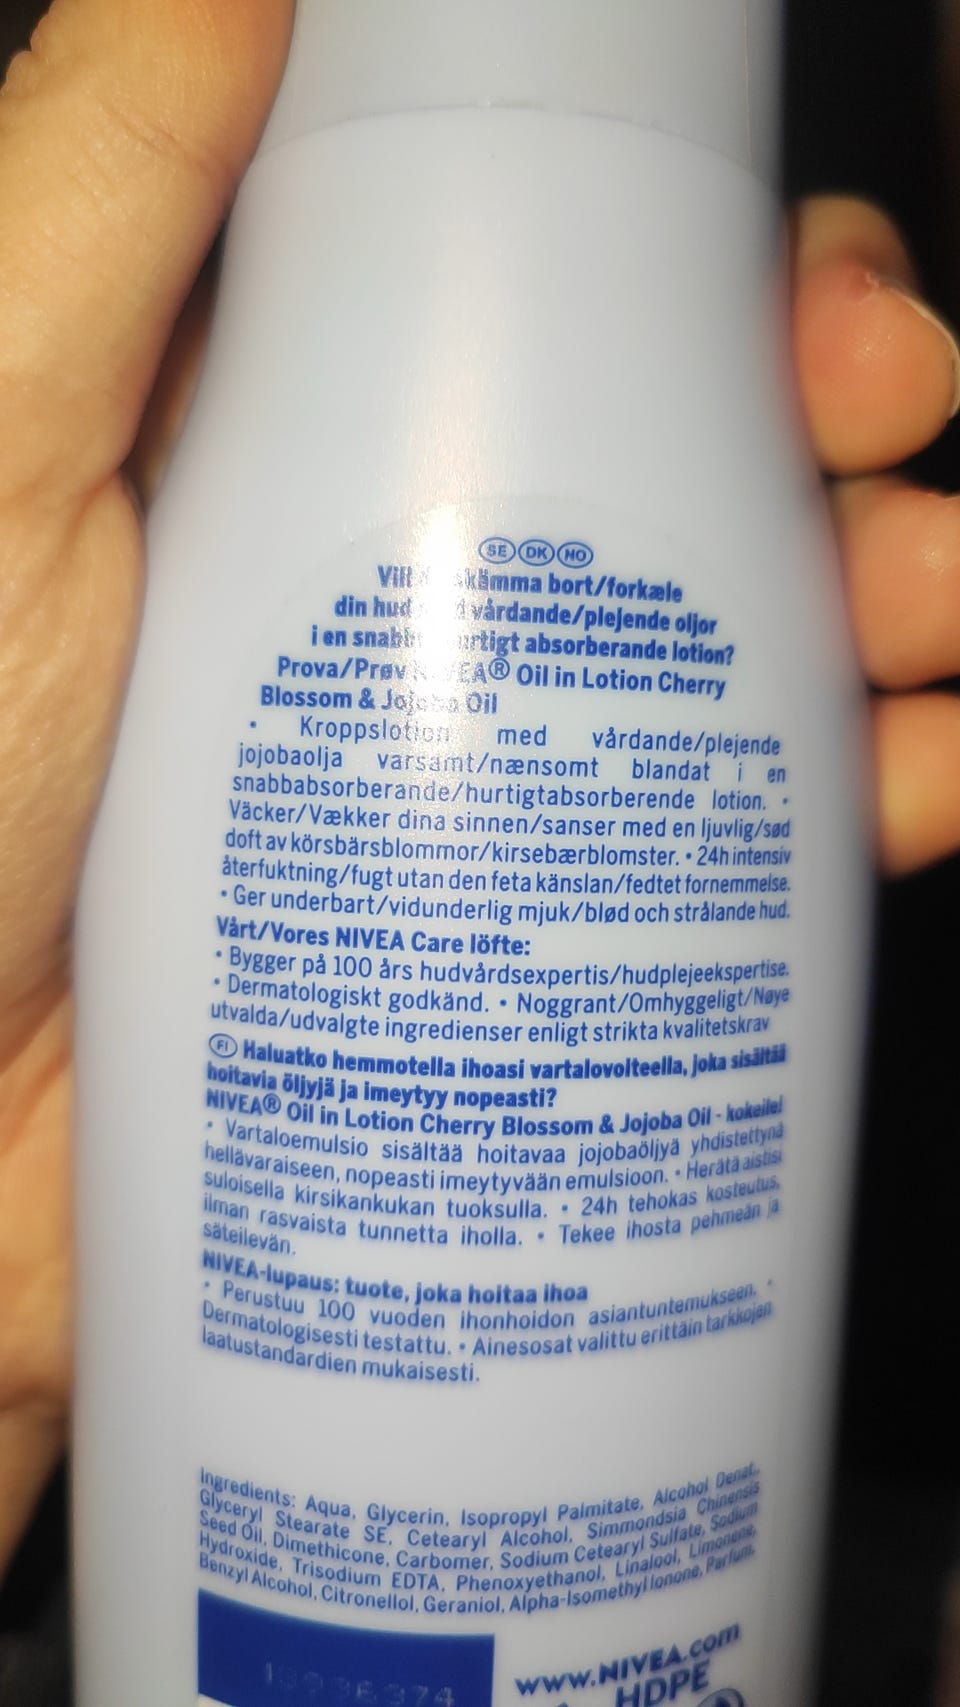 SE DK NO
Vill skämma bort/forkæle
din hud vårdande/plejende oljor
i en snabbt/hurtigt absorberande lotion?
Prova/Prøv NIVEA® Oil in Lotion Cherry
Blossom & Jojoba Oil
• Kroppslotion med vårdande/plejende
jojobaolja varsamt/nænsomt blandat i en
snabbabsorberande/hurtigtabsorberende lotion. •
Väcker/Vækker dina sinnen/sanser med en ljuvlig/sød
doft av körsbärsblommor/kirsebærblomster. • 24h intensiv
återfuktning/fugt utan den feta känslan/fedtet fornemmelse.
• Ger underbart/vidunderlig mjuk/blød och strålande hud.
Vårt/Vores NIVEA Care löfte:
• Bygger på 100 års hudvårdsexpertis/hudplejeekspertise.
• Dermatologiskt godkänd. • Noggrant/Omhyggeligt/Nøye
utvalda/udvalgte ingredienser enligt strikta kvalitetskrav
FI Haluatko hemmotella ihoasi vartalovoiteella, joka sisältää
hoitavia öljyjä ja imeytyy nopeasti?
NIVEA® Oil in Lotion Cherry Blossom & Jojoba Oil - kokeile!
• Vartaloemulsio sisältää hoitavaa jojobaöljyä yhdistettynä
hellävaraiseen, nopeasti imeytyvään emulsioon. • Herätä aistisi
suloisella kirsikankukan tuoksulla. • 24h tehokas kosteutus,
ilman rasvaista tunnetta iholla. • Tekee ihosta pehmeän ja
säteilevän.
NIVEA-lupaus: tuote, joka hoitaa ihoa
• Perustuu 100 vuoden ihonhoidon asiantuntemukseen. •
Dermatologisesti testattu. • Ainesosat valittu erittäin tarkkojen
laatustandardien mukaisesti.
Ingredients: Aqua, Glycerin, Isopropyl Palmitate, Alcohol Denat.,
Glyceryl Stearate SE, Cetearyl Alcohol, Simmondsia Chinensis
Seed Oil, Dimethicone, Carbomer, Sodium Cetearyl Sulfate, Sodium
Hydroxide, Trisodium EDTA, Phenoxyethanol, Linalool, Limonene,
Benzyl Alcohol, Citronellol, Geraniol, Alpha-Isomethyl Ionone, Parfum.
www.NIVEA.com
HDPE